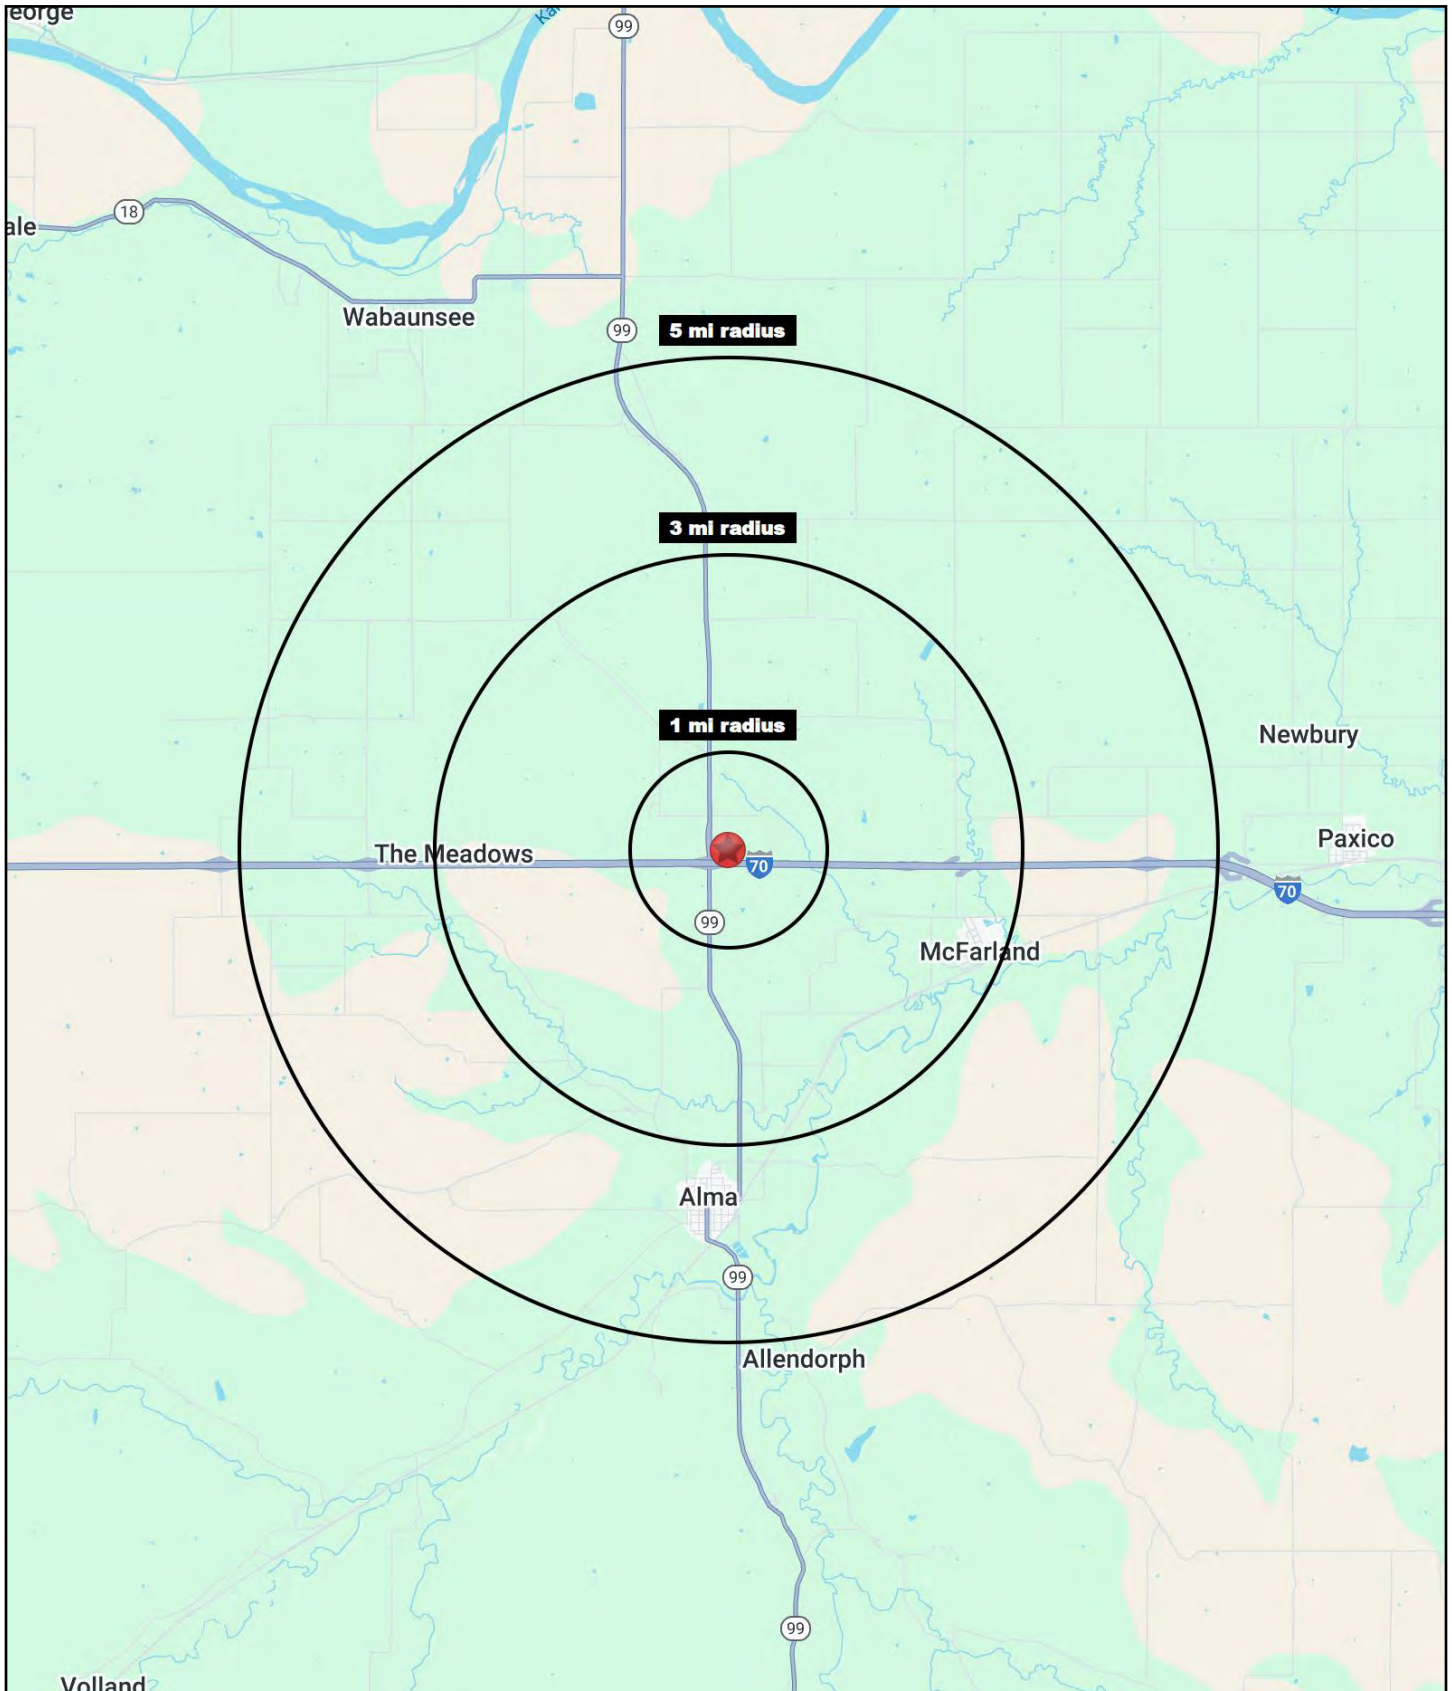 eorge
99
18
ale
Wabaunsee
99
5 mi radius
3 mi radius
1 mi radius
Newbury
Paxico
The Meadows
70
70
99
McFarland
Alma
99
Allendorph
99
Volland